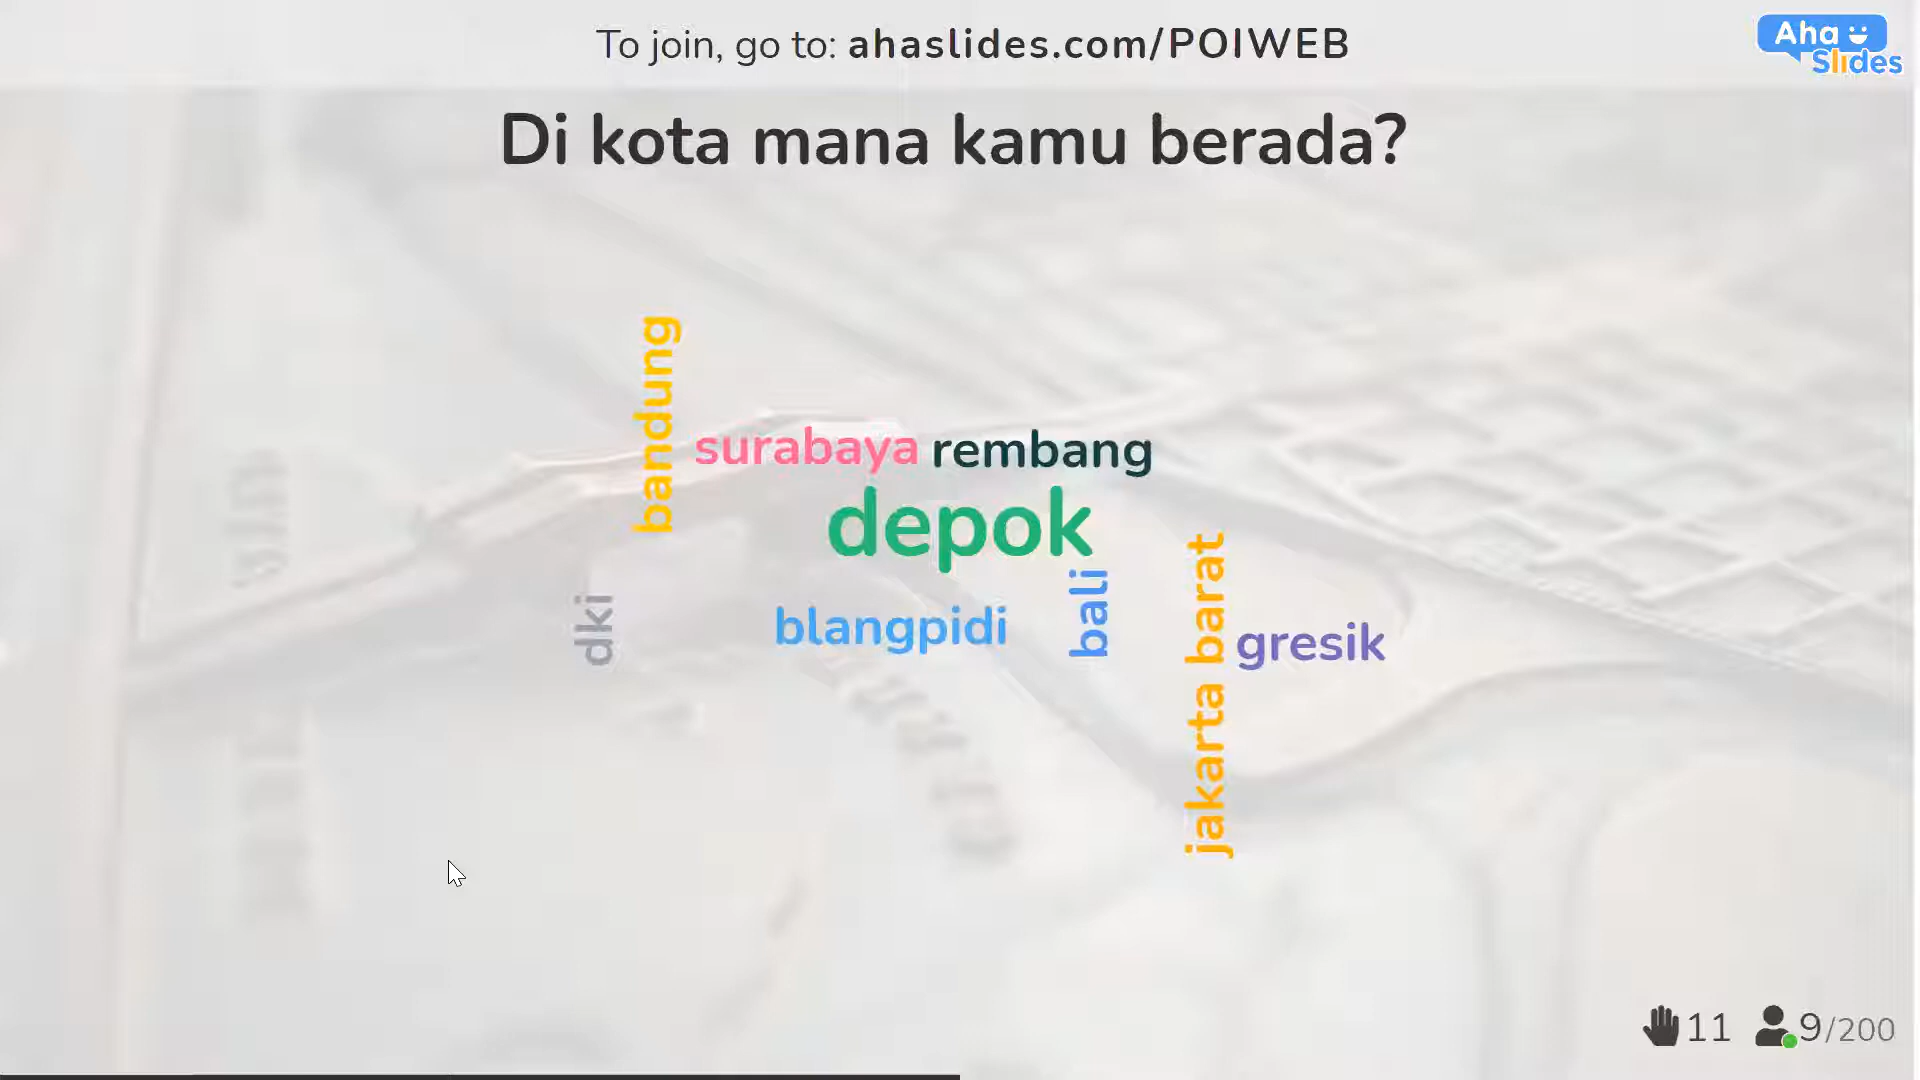 To join, go to: ahaslides.com/POIWEB
Aha
Slides
Di kota mana kamu berada?
bandung
surabaya
rembang
depok
dki
blangpidi
bali
jakarta barat
gresik
11
9/200